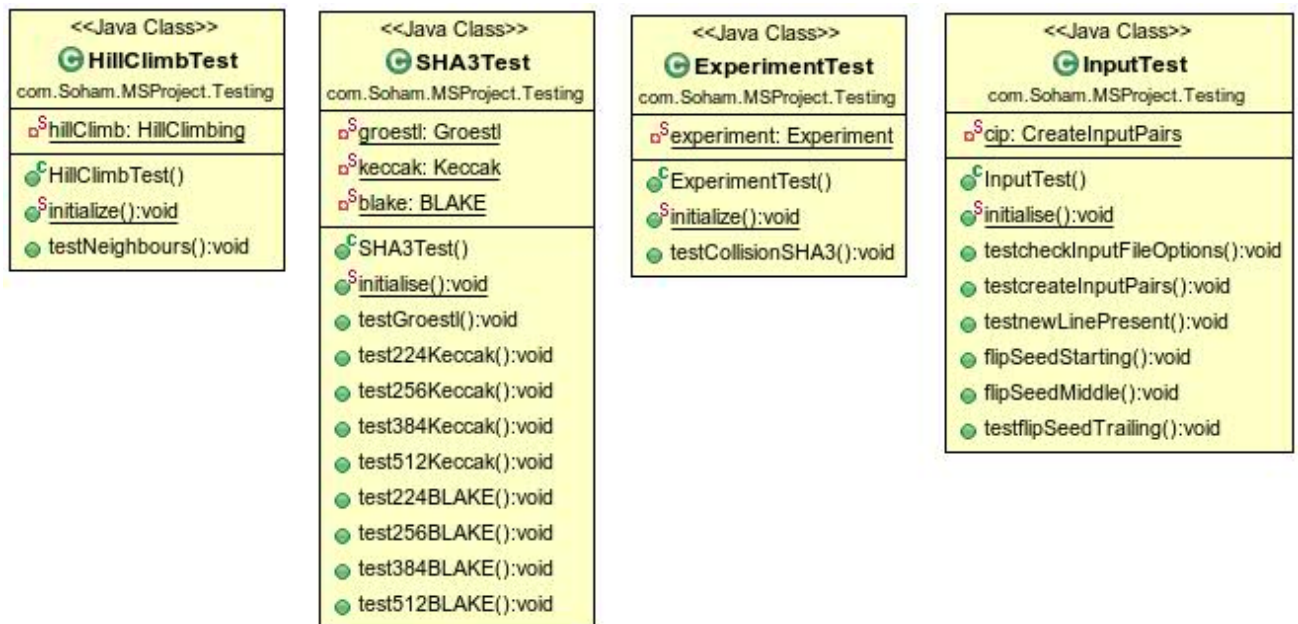 <<Java Class>>
HillClimbTest
com.Soham.MSProject.Testing
hillClimb: HillClimbing
HillClimbTest()
initialize():void
testNeighbours():void
<<Java Class>>
SHA3Test
com.Soham.MSProject.Testing
groestl: Groestl
keccak: Keccak
blake: BLAKE
SHA3Test()
initialise():void
testGroestl():void
test224Keccak():void
test256Keccak():void
test384Keccak():void
test512Keccak():void
test224BLAKE():void
test256BLAKE():void
test384BLAKE():void
test512BLAKE():void
<<Java Class>>
ExperimentTest
com.Soham.MSProject.Testing
experiment: Experiment
ExperimentTest()
initialize():void
testCollisionSHA3():void
<<Java Class>>
InputTest
com.Soham.MSProject.Testing
cip: CreateInputPairs
InputTest()
initialise():void
testcheckInputFileOptions():void
testcreateInputPairs():void
testnewLinePresent():void
flipSeedStarting():void
flipSeedMiddle():void
testflipSeedTrailing():void